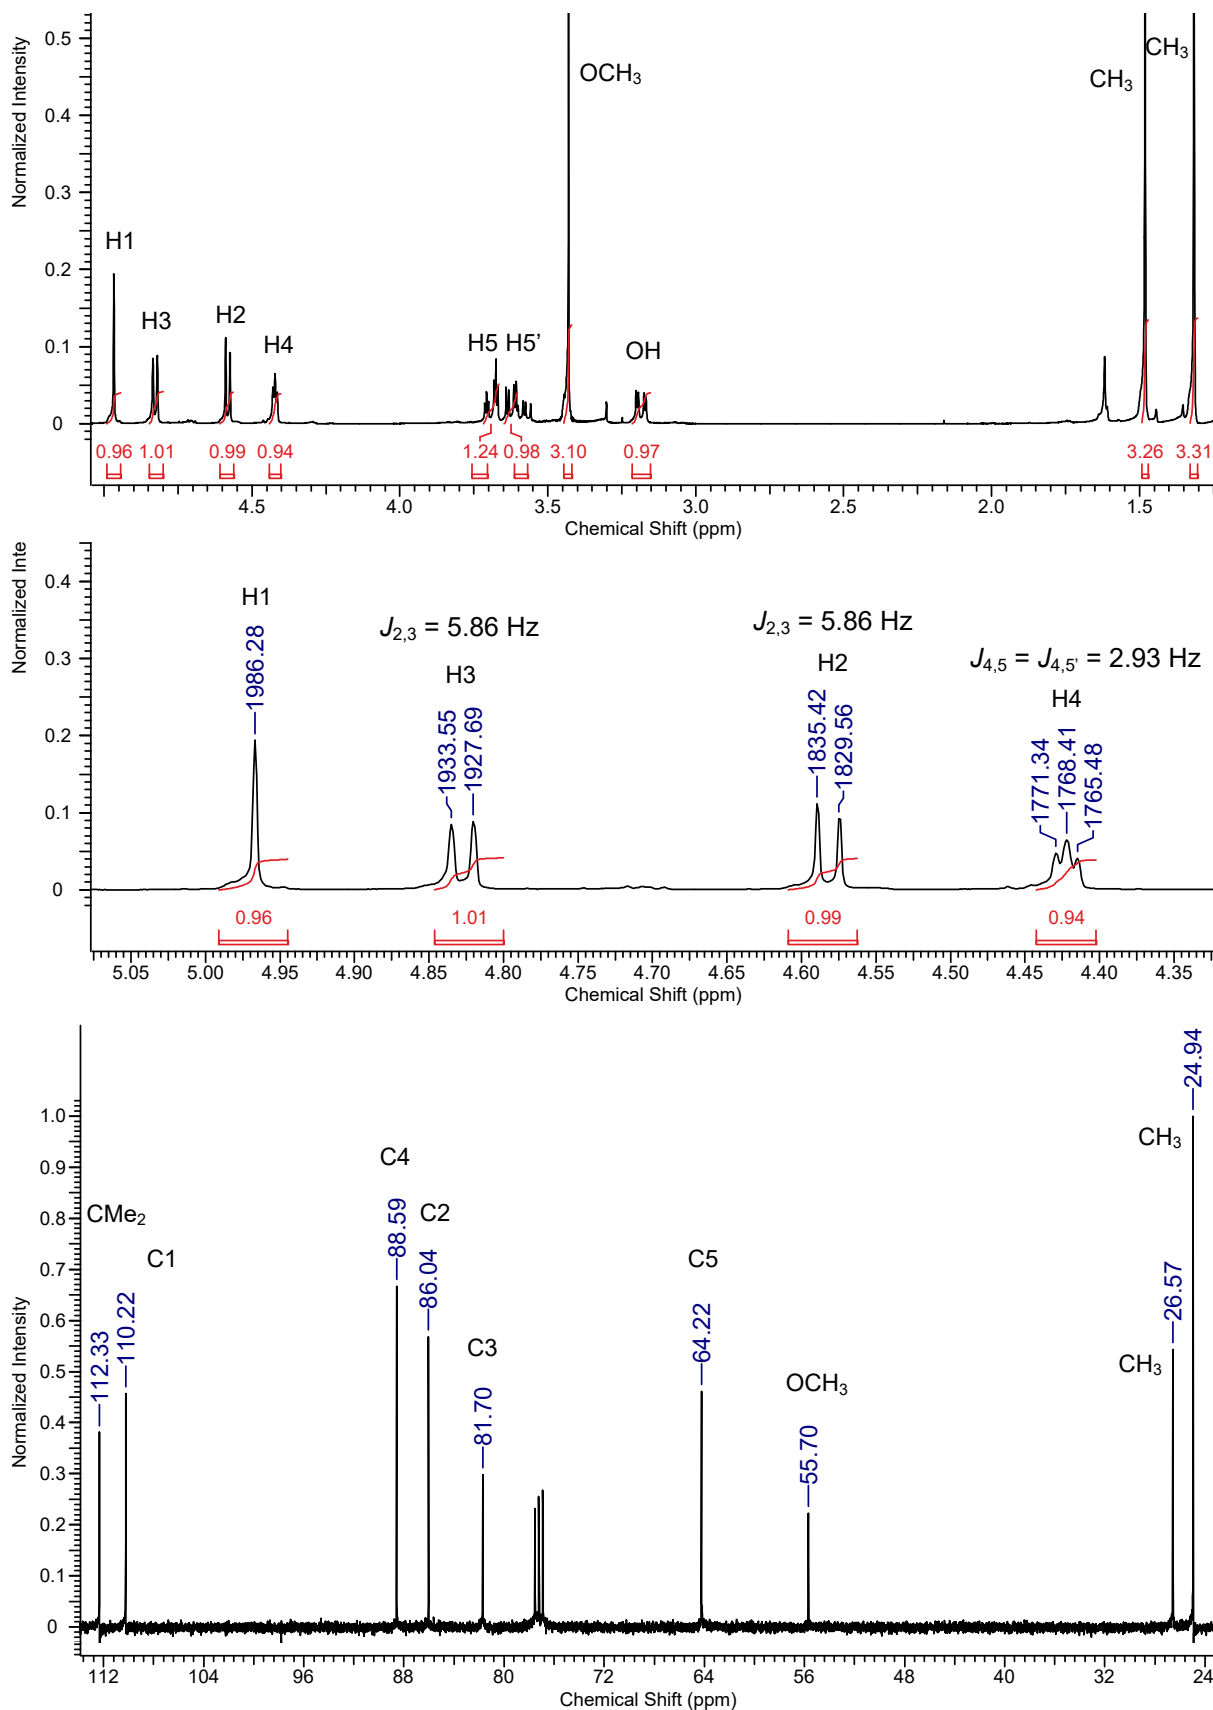 Normalized Intensity
0.5
0.4
0.3
0.2
0.1
0
H1
H3
H2
H4
H5
H5’
OCH3
OH
CH3
CH3
0.96 1.01 0.99 0.94 1.24 0.98 3.10 0.97 3.26 3.31
4.5 4.0 3.5 3.0 2.5 2.0 1.5
Chemical Shift (ppm)
Normalized Inte
0.4
0.3
0.2
0.1
0
H1
1986.28
J2,3 = 5.86 Hz
H3
1933.55
1927.69
J2,3 = 5.86 Hz
H2
1835.42
1829.56
J4,5 = J4,5’ = 2.93 Hz
H4
1771.34
1768.41
1765.48
0.96 1.01 0.99 0.94
5.05 5.00 4.95 4.90 4.85 4.80 4.75 4.70 4.65 4.60 4.55 4.50 4.45 4.40 4.35
Chemical Shift (ppm)
Normalized Intensity
1.0
0.9
0.8
0.7
0.6
0.5
0.4
0.3
0.2
0.1
0
CMe2
112.33
C1
110.22
C4
88.59
C2
86.04
C3
81.70
C5
64.22
OCH3
55.70
CH3
26.57
CH3
24.94
112 104 96 88 80 72 64 56 48 40 32 24
Chemical Shift (ppm)